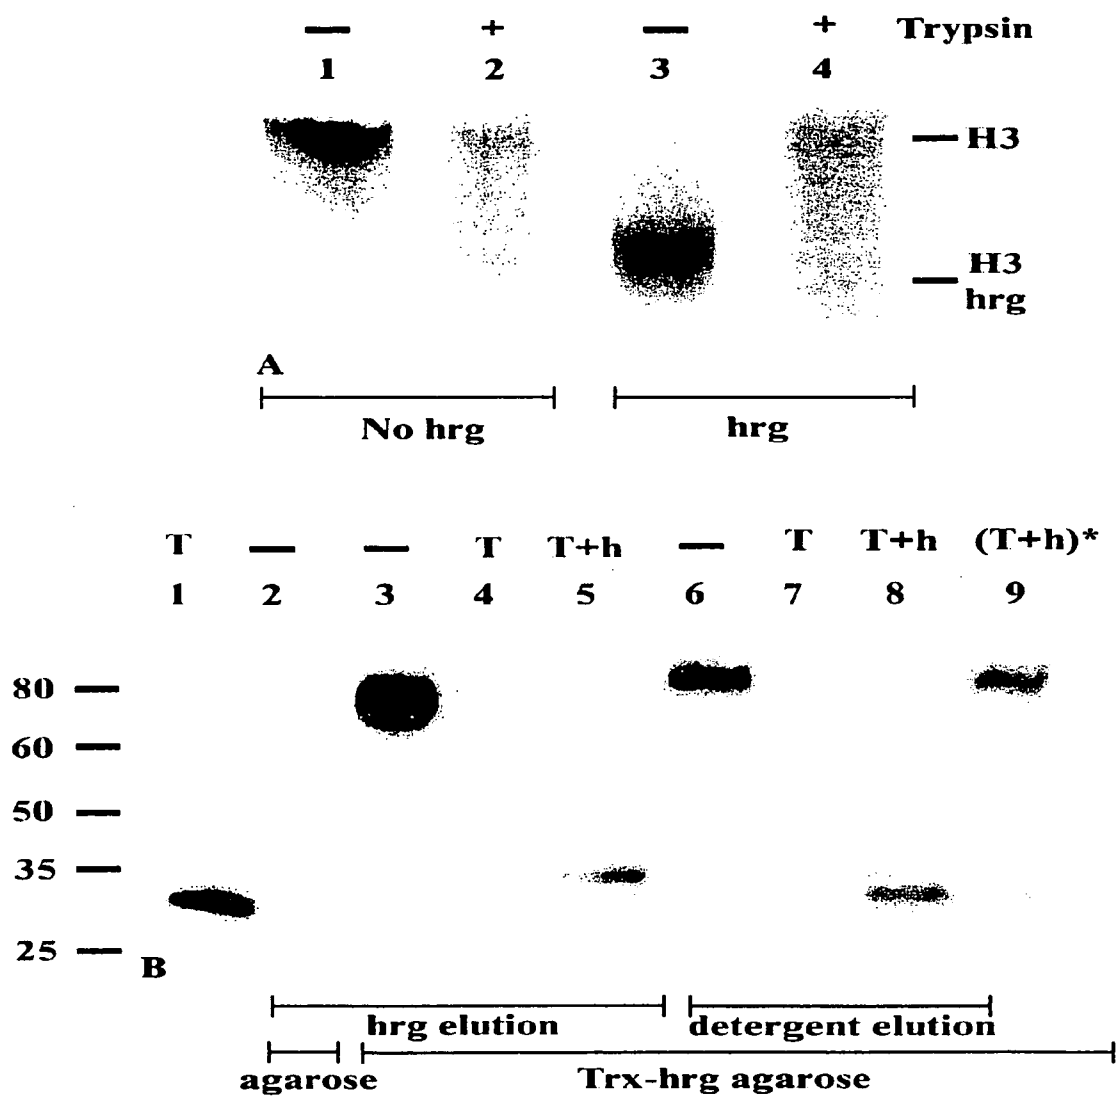 — + — + Trypsin
1 2 3 4
H3
H3
hrg
A
No hrg hrg
T — — T T+h — T T+h (T+h)*
1 2 3 4 5 6 7 8 9
80
60
50
35
25
B
hrg elution detergent elution
agarose Trx-hrg agarose